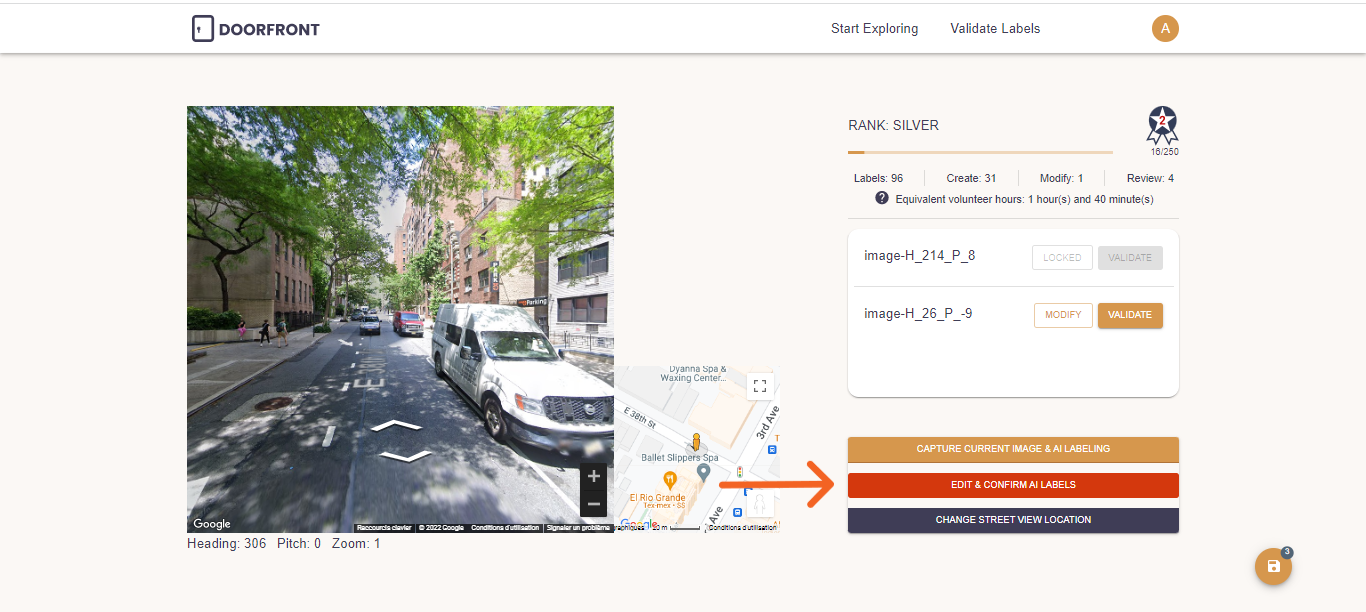 DOORFRONT
Start Exploring
Validate Labels
A
RANK: SILVER
2
16/250
Labels: 96
Create: 31
Modify: 1
Review: 4
? Equivalent volunteer hours: 1 hour(s) and 40 minute(s)
image-H_214_P_8
LOCKED
VALIDATE
image-H_26_P_-9
MODIFY
VALIDATE
Parking
Dyanna Spa &
Waxing Center...
E 38th St
3rd Ave
Ballet Slippers Spa
El Rio Grande
Tex-mex • $$
Ave
+
−
Google
Raccourcis clavier
© 2022 Google
Conditions d'utilisation
Signaler un problème
Google
graphiques
20 m
Conditions d'utilisation
Heading: 306 Pitch: 0 Zoom: 1
CAPTURE CURRENT IMAGE & AI LABELING
EDIT & CONFIRM AI LABELS
CHANGE STREET VIEW LOCATION
3